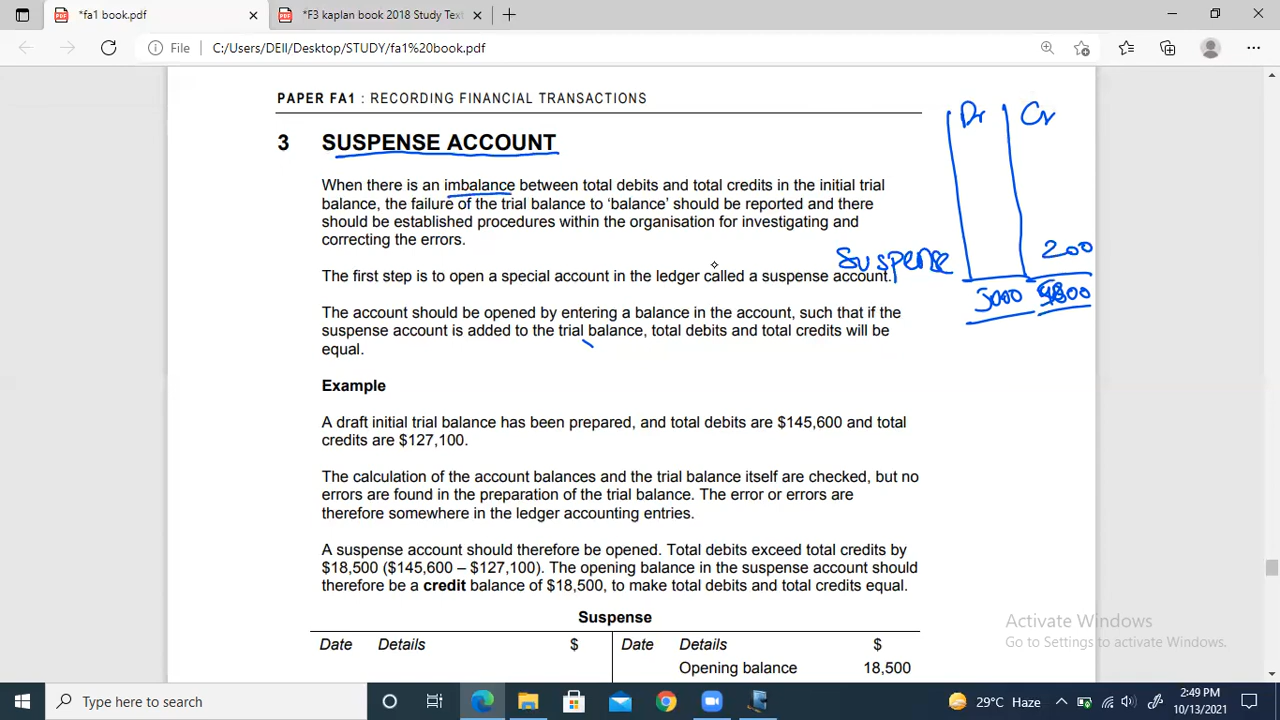 *fa1 book.pdf
*F3 kaplan book 2018 Study Text
File
C:/Users/DEll/Desktop/STUDY/fa1%20book.pdf
PAPER FA1 : RECORDING FINANCIAL TRANSACTIONS
Dr Cr
3 SUSPENSE ACCOUNT
When there is an imbalance between total debits and total credits in the initial trial
balance, the failure of the trial balance to ‘balance’ should be reported and there
should be established procedures within the organisation for investigating and
correcting the errors.
200
Suspense
The first step is to open a special account in the ledger called a suspense account.
5000 4800
The account should be opened by entering a balance in the account, such that if the
suspense account is added to the trial balance, total debits and total credits will be
equal.
Example
A draft initial trial balance has been prepared, and total debits are $145,600 and total
credits are $127,100.
The calculation of the account balances and the trial balance itself are checked, but no
errors are found in the preparation of the trial balance. The error or errors are
therefore somewhere in the ledger accounting entries.
A suspense account should therefore be opened. Total debits exceed total credits by
$18,500 ($145,600 – $127,100). The opening balance in the suspense account should
therefore be a credit balance of $18,500, to make total debits and total credits equal.
Suspense
Date Details $ Date Details $
Opening balance 18,500
Activate Windows
Go to Settings to activate Windows.
Type here to search
29°C Haze
2:49 PM
10/13/2021